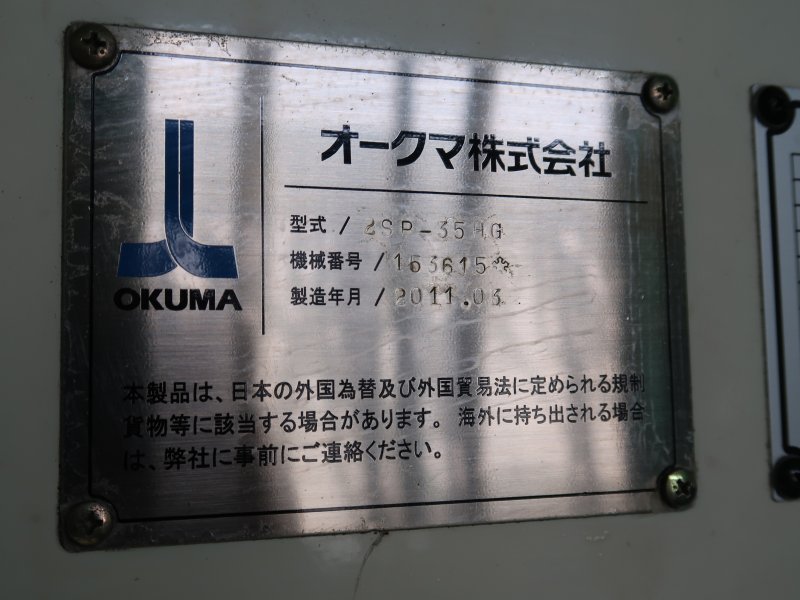 オークマ株式会社
型式 / 2SP-35HG
機械番号 / 153615
製造年月 / 2011.03
OKUMA
本製品は、日本の外国為替及び外国貿易法に定められる規制
貨物等に該当する場合があります。 海外に持ち出される場合
は、弊社に事前にご連絡ください。